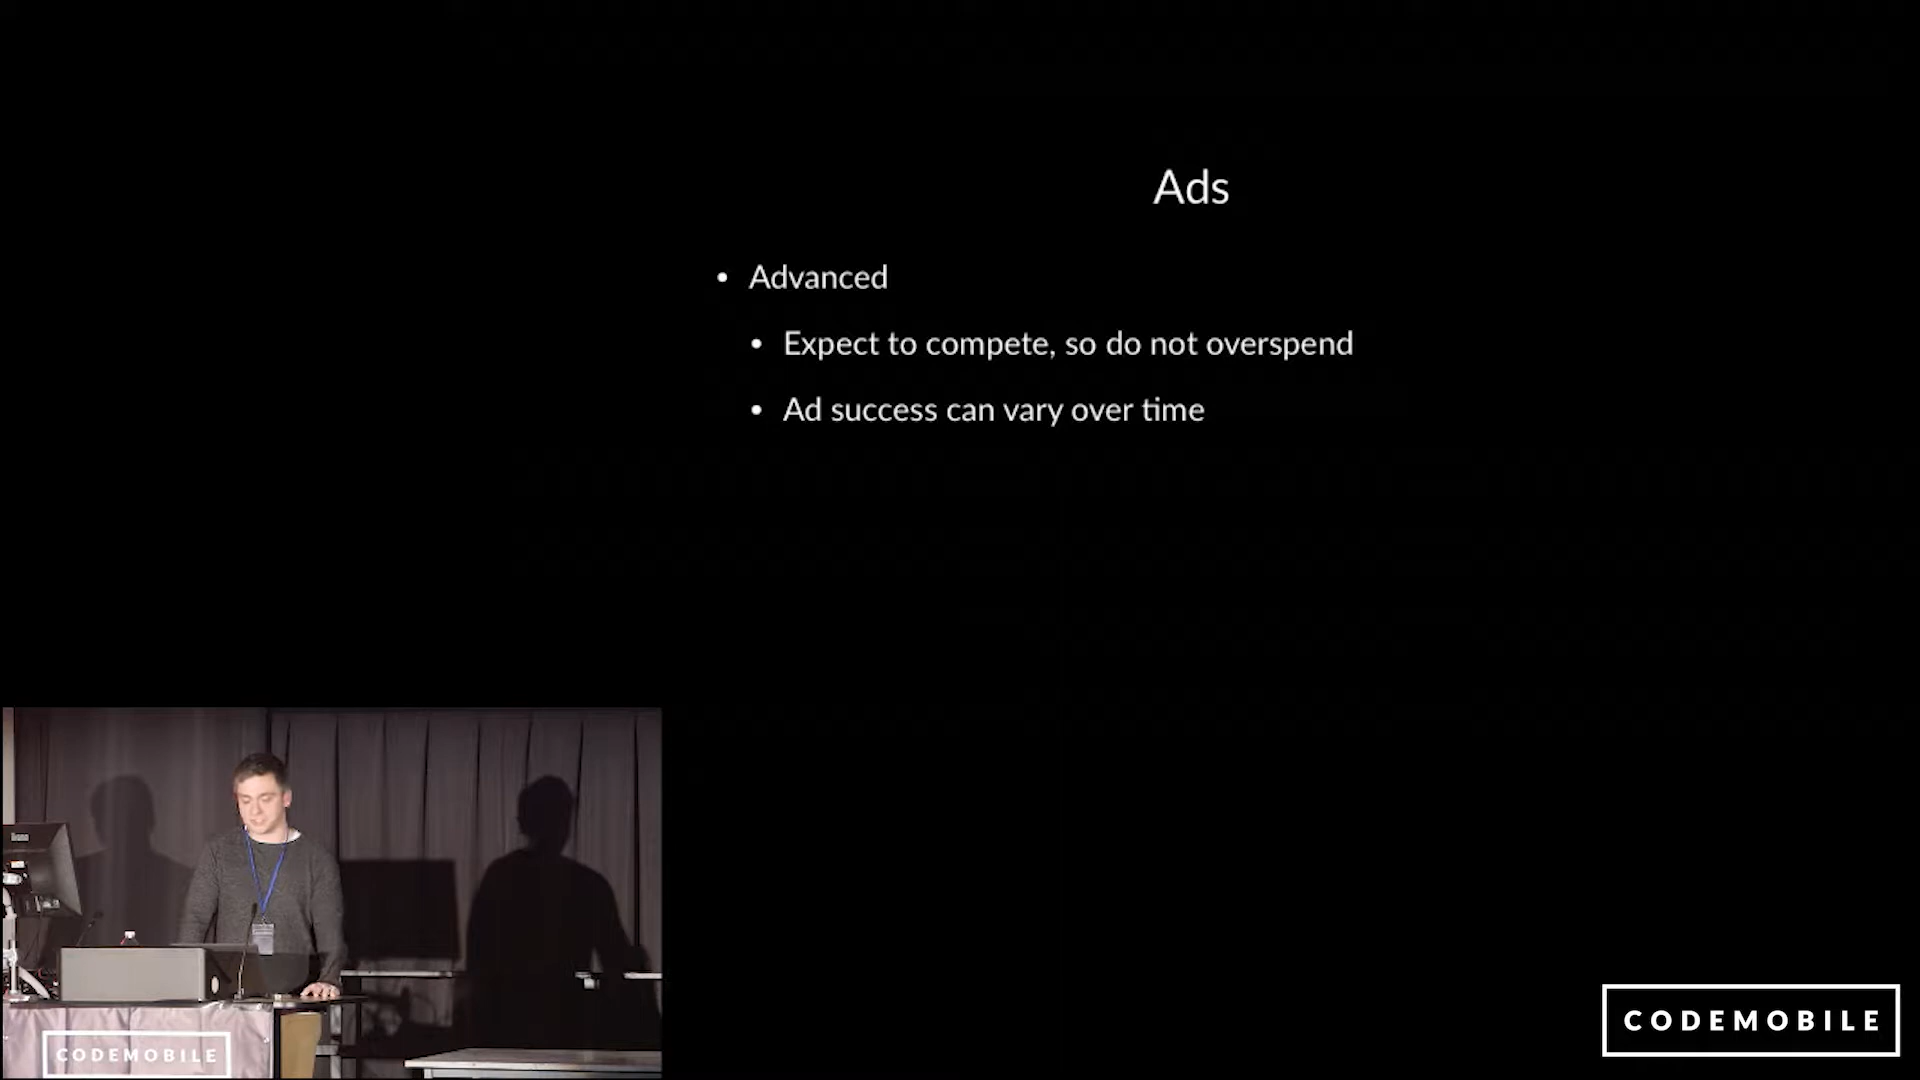 Ads
• Advanced
• Expect to compete, so do not overspend
• Ad success can vary over time
CODEMOBILE
CODEMOBILE